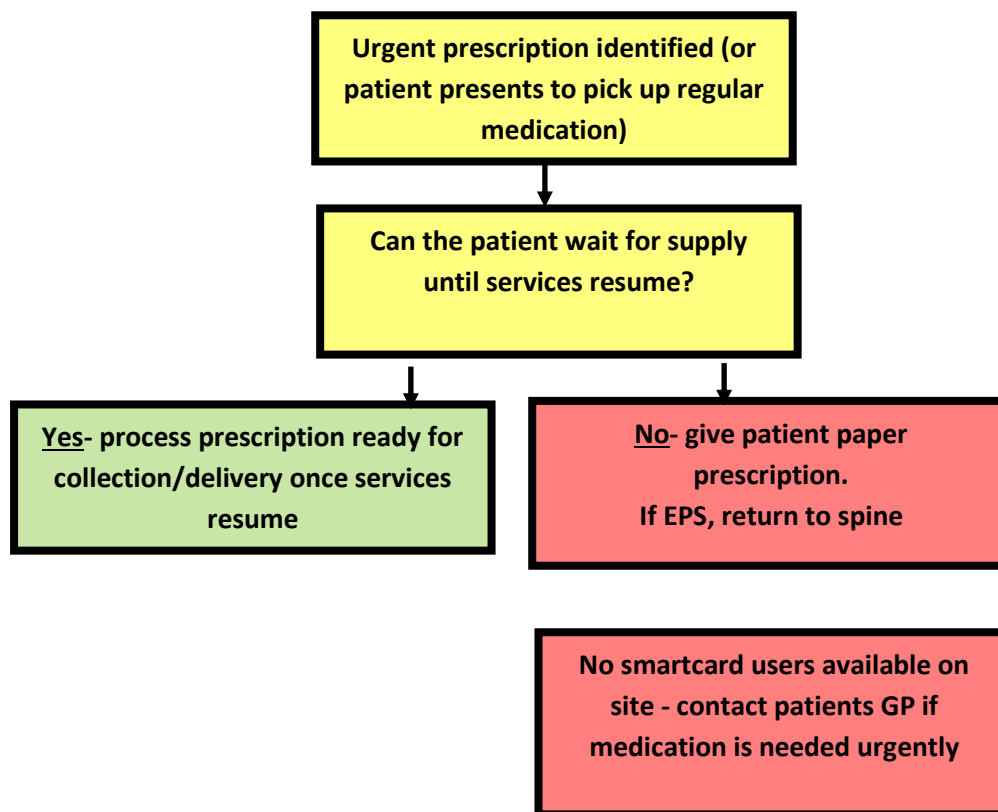 Urgent prescription identified (or
patient presents to pick up regular
medication)
Can the patient wait for supply
until services resume?
Yes- process prescription ready for
collection/delivery once services
resume
No- give patient paper
prescription.
If EPS, return to spine
No smartcard users available on
site - contact patients GP if
medication is needed urgently